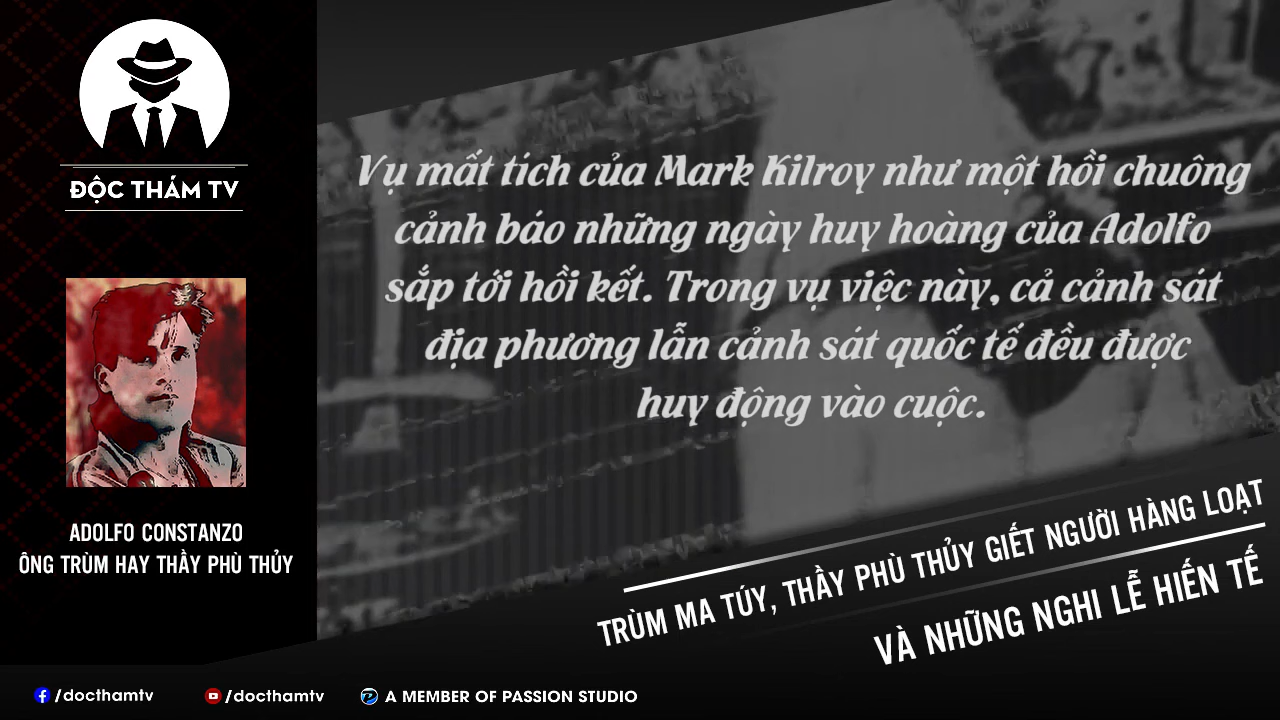 ĐỘC THÁM TV
ADOLFO CONSTANZO
ÔNG TRÙM HAY THẦY PHÙ THỦY
Vụ mất tích của Mark Kilroy như một hồi chuông
cảnh báo những ngày huy hoàng của Adolfo
sắp tới hồi kết. Trong vụ việc này, cả cảnh sát
địa phương lẫn cảnh sát quốc tế đều được
huy động vào cuộc.
TRÙM MA TÚY, THẦY PHÙ THỦY GIẾT NGƯỜI HÀNG LOẠT
VÀ NHỮNG NGHI LỄ HIẾN TẾ
/docthamtv
/docthamtv
A MEMBER OF PASSION STUDIO